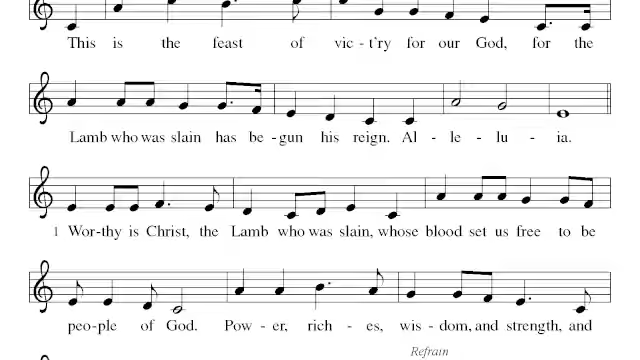 This is the feast of vic - t'ry for our God, for the
Lamb who was slain has be - gun his reign. Al - le - lu - ia.
1 Wor-thy is Christ, the Lamb who was slain, whose blood set us free to be
peo-ple of God. Pow - er, rich - es, wis - dom, and strength, and
Refrain